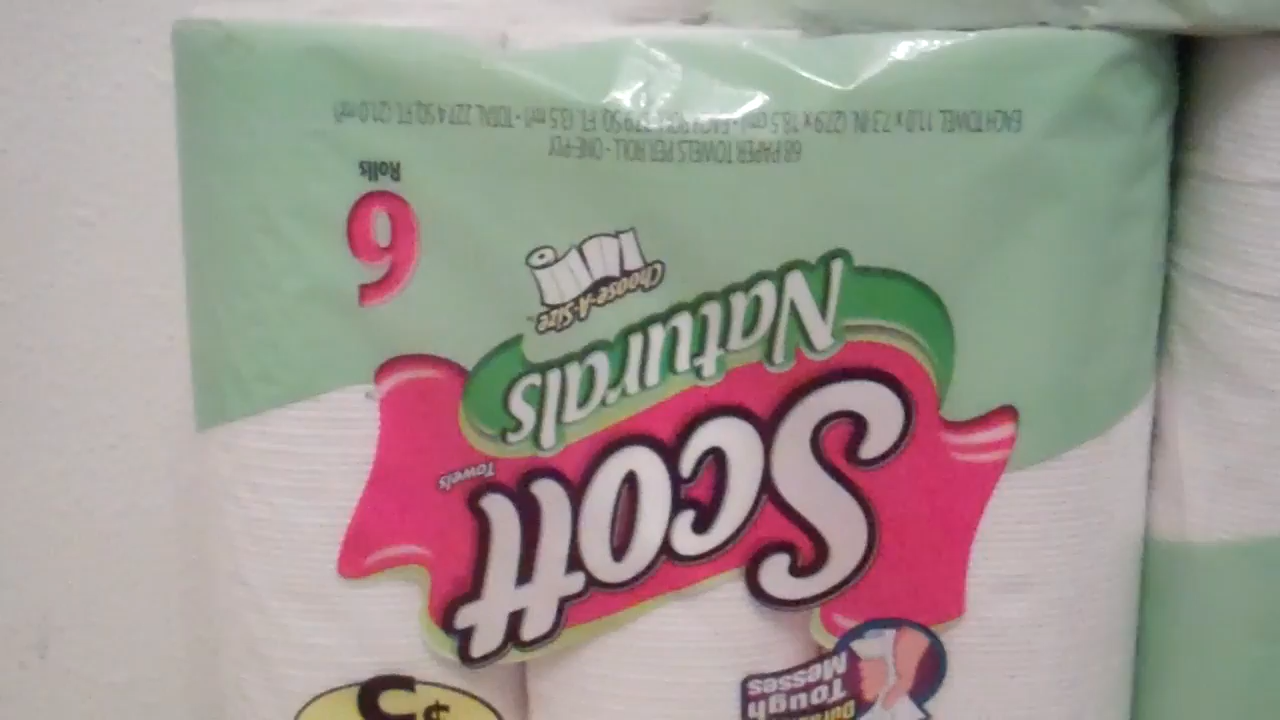 Tough
Messes
Scott
Towels
Naturals
Choose-A-Size
6
Rolls
68 PAPER TOWELS PER ROLL - ONE-PLY
EACH TOWEL 11.0 x 7.3 IN. (27.9 x 18.5 cm) - EACH ROLL 37.9 SQ. FT. (3.5 m²) - TOTAL 227.4 SQ. FT. (21.0 m²)